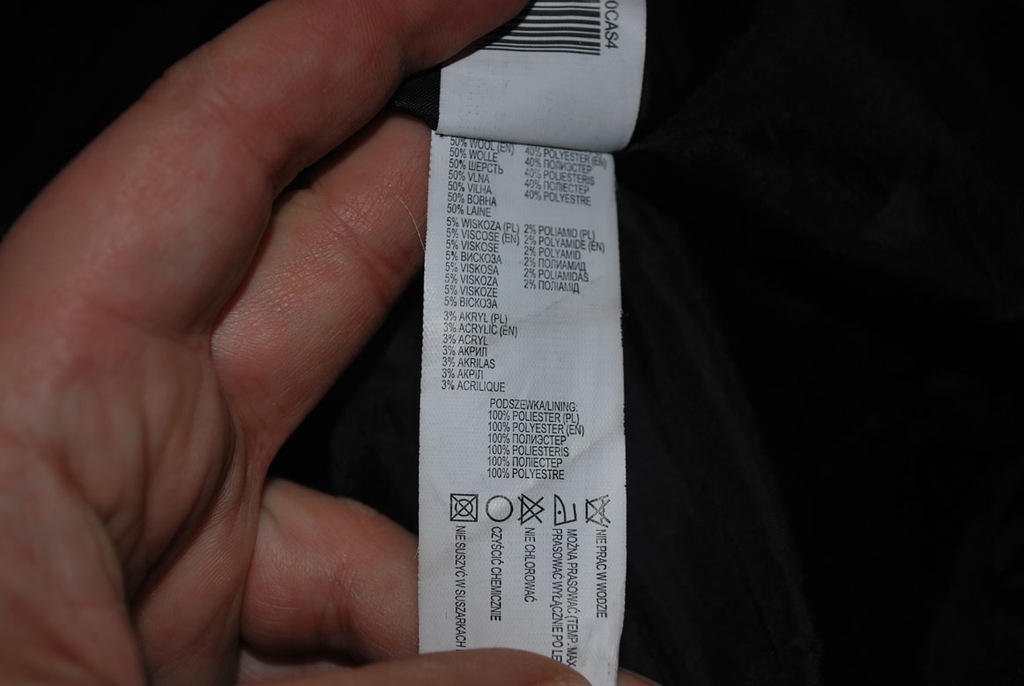 0CAS4
50% WOOL (EN)
50% WOLLE
50% ШЕРСТЬ
50% VLNA
50% VILHA
50% ВОВНА
50% LAINE
40% POLYESTER (EN)
40% ПОЛИЭСТЕР
40% POLIESTERIS
40% ПОЛІЕСТЕР
40% POLYESTRE
5% WISKOZA (PL)
5% VISCOSE (EN)
5% VISKOSE
5% ВИСКОЗА
5% VISKOSA
5% VISKOZA
5% VISKOZE
5% ВІСКОЗА
2% POLIAMID (PL)
2% POLYAMIDE (EN)
2% POLYAMID
2% ПОЛИАМИД
2% POLIAMIDAS
2% ПОЛІАМІД
3% AKRYL (PL)
3% ACRYLIC (EN)
3% ACRYL
3% АКРИЛ
3% AKRILAS
3% АКРІЛ
3% ACRILIQUE
PODSZEWKA/LINING:
100% POLIESTER (PL)
100% POLYESTER (EN)
100% ПОЛИЭСТЕР
100% POLIESTERIS
100% ПОЛІЕСТЕР
100% POLYESTRE
NIE PRAĆ W WODZIE
MOŻNA PRASOWAĆ (TEMP. MAX
PRASOWAĆ WYŁĄCZNIE PO LE
NIE CHLOROWAĆ
CZYŚCIĆ CHEMICZNIE
NIE SUSZYĆ W SUSZARKACH